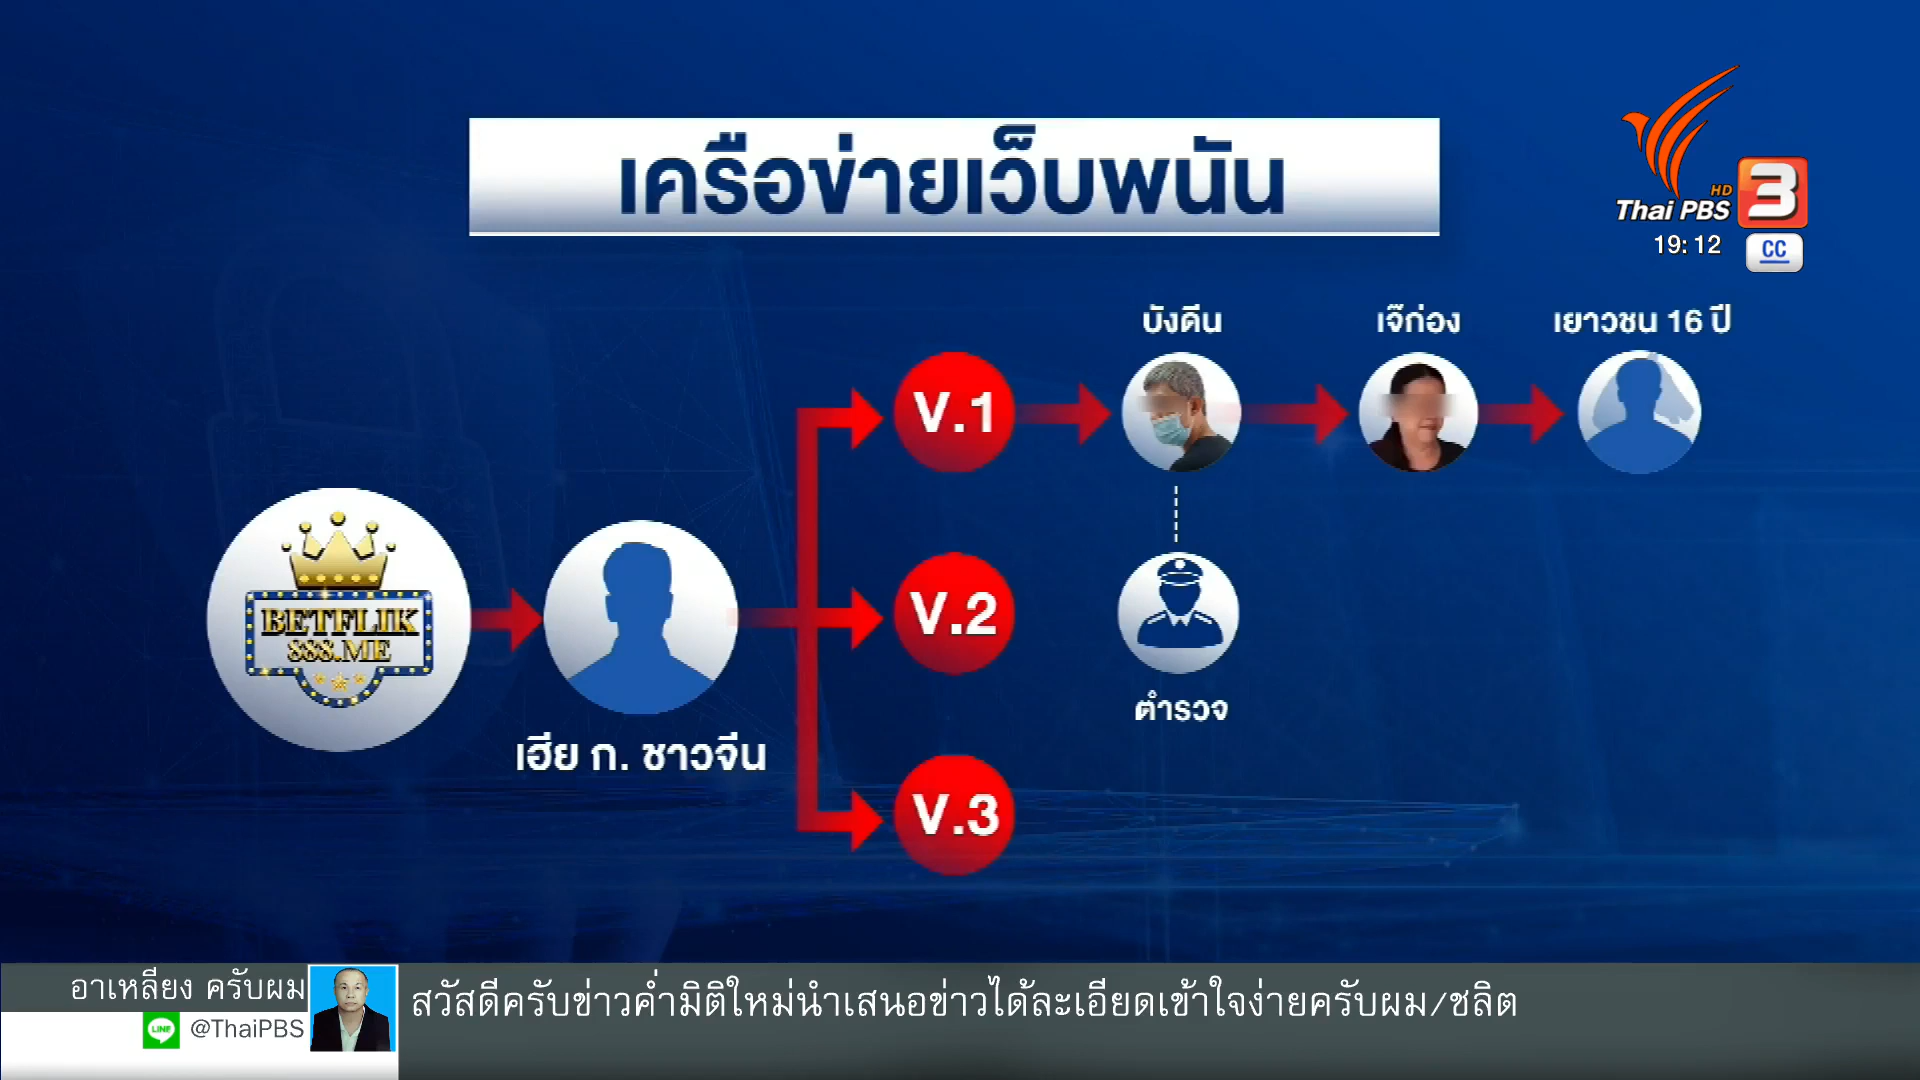 เครือข่ายเว็บพนัน
HD
Thai PBS
3
19:12
CC
บังดีน
เจ๊ก่อง
เยาวชน 16 ปี
V.1
BETFLIK
888.ME
V.2
ตำรวจ
เฮีย ก. ชาวจีน
V.3
อาเหลียง ครับผม
LINE
@ThaiPBS
สวัสดีครับข่าวค่ำมิติใหม่นำเสนอข่าวได้ละเอียดเข้าใจง่ายครับผม/ชลิต